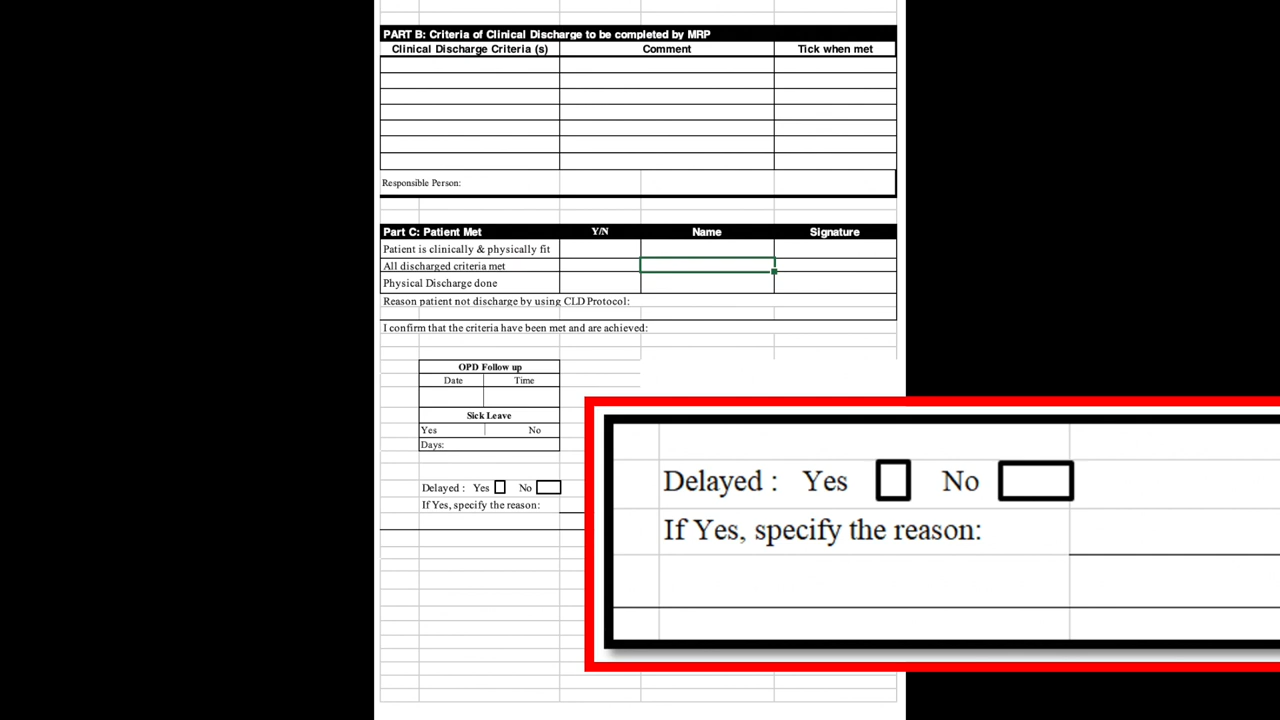 PART B: Criteria of Clinical Discharge to be completed by MRP
Clinical Discharge Criteria (s) Comment Tick when met
Responsible Person:
Part C: Patient Met Y/N Name Signature
Patient is clinically & physically fit
All discharged criteria met
Physical Discharge done
Reason patient not discharge by using CLD Protocol:
I confirm that the criteria have been met and are achieved:
OPD Follow up
Date Time
Sick Leave
Yes No
Days:
Delayed : Yes No
If Yes, specify the reason:
Delayed : Yes No
If Yes, specify the reason: